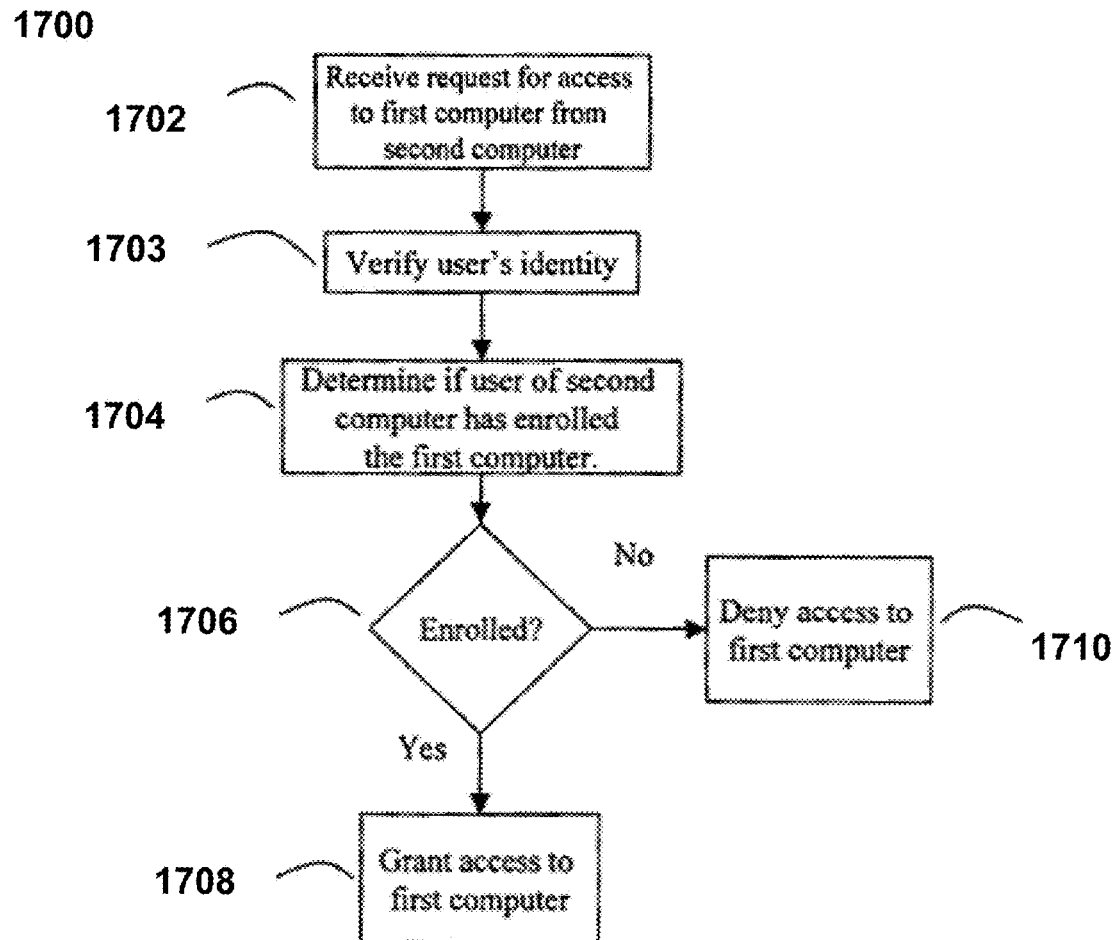 1700
Receive request for access
to first computer from
second computer
1702
Verify user's identity
1703
Determine if user of second
computer has enrolled
the first computer.
1704
Enrolled?
1706
No
Deny access to
first computer
1710
Yes
Grant access to
first computer
1708